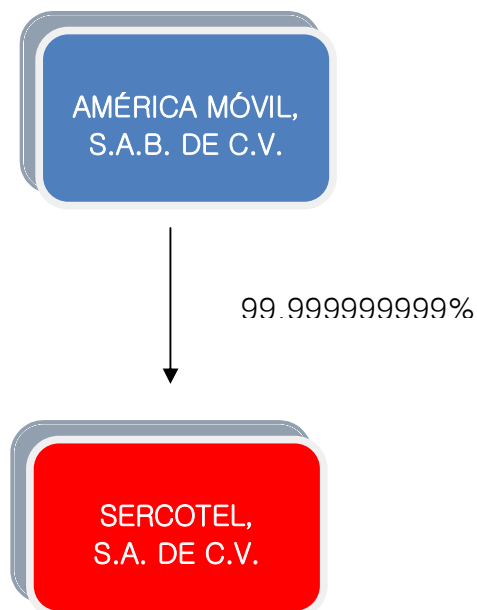 AMÉRICA MÓVIL,
S.A.B. DE C.V.
99.999999999%
SERCOTEL,
S.A. DE C.V.